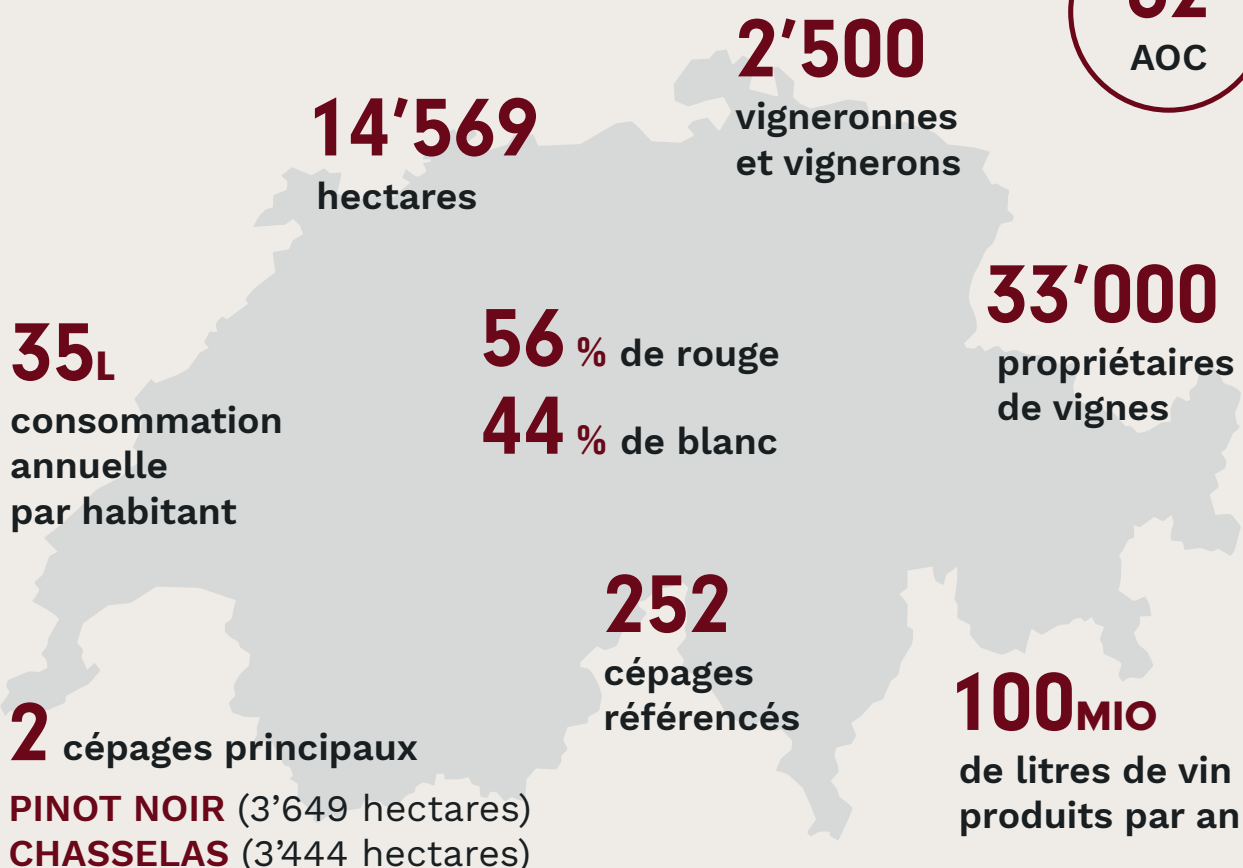 2’500
vigneronnes
et vignerons
AOC
14’569
hectares
33’000
propriétaires
de vignes
35L
consommation
annuelle
par habitant
56 % de rouge
44 % de blanc
252
cépages
référencés
100MIO
de litres de vin
produits par an
2 cépages principaux
PINOT NOIR (3’649 hectares)
CHASSELAS (3’444 hectares)